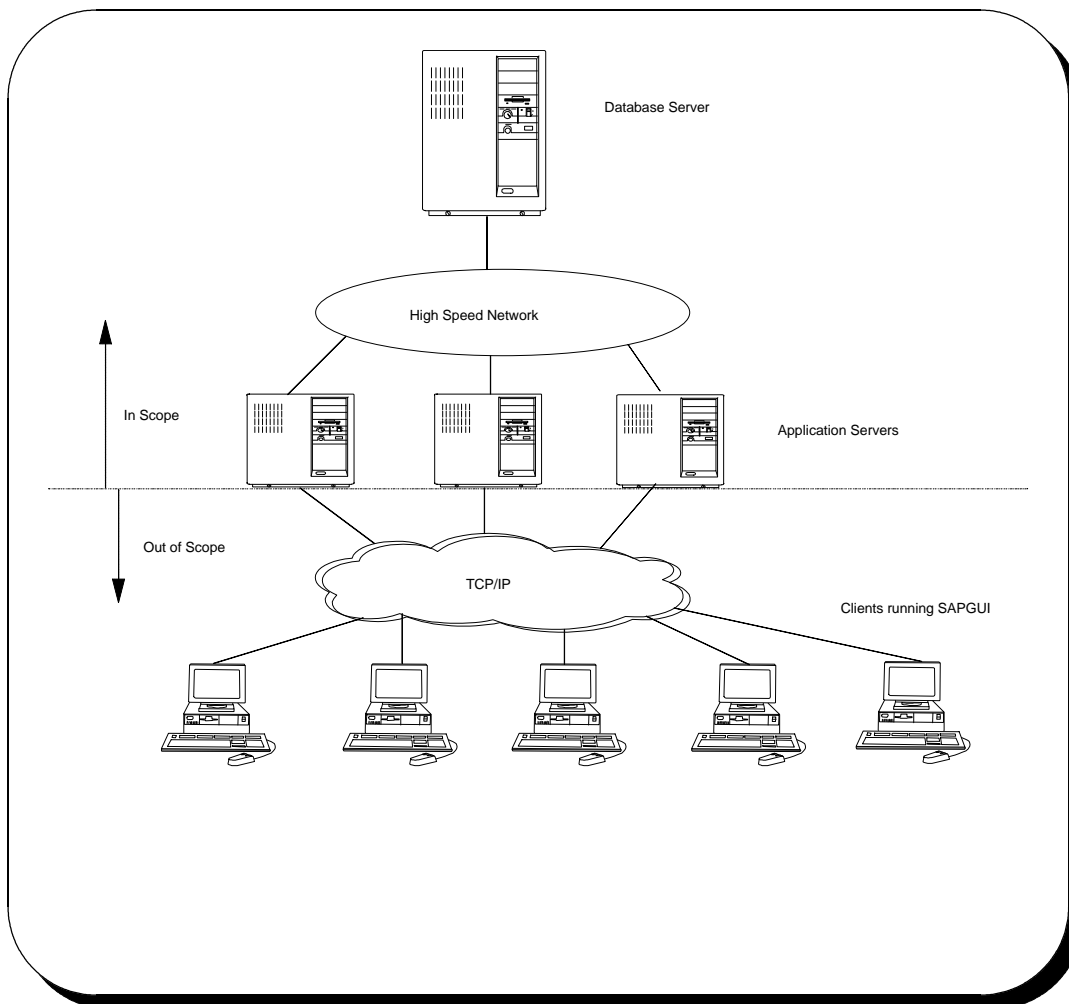 Database Server
High Speed Network
In Scope
Application Servers
Out of Scope
TCP/IP
Clients running SAPGUI